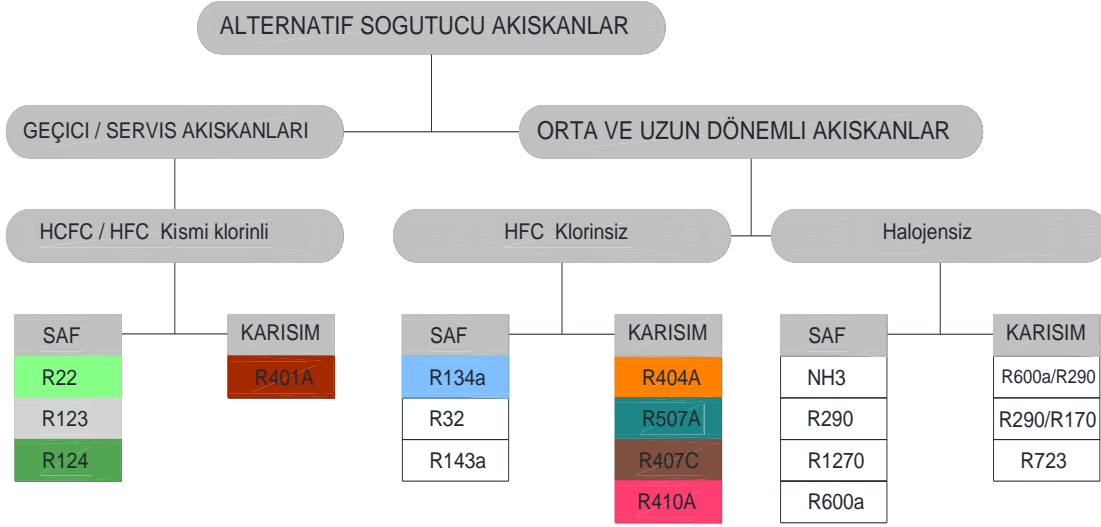 ALTERNATIF SOGUTUCU AKISKANLAR
GEÇICI / SERVIS AKISKANLARI
ORTA VE UZUN DÖNEMLI AKISKANLAR
HCFC / HFC Kismi klorinli
HFC Klorinsiz
Halojensiz
SAF
R22
R123
R124
KARISIM
R401A
SAF
R134a
R32
R143a
KARISIM
R404A
R507A
R407C
R410A
SAF
NH3
R290
R1270
R600a
KARISIM
R600a/R290
R290/R170
R723